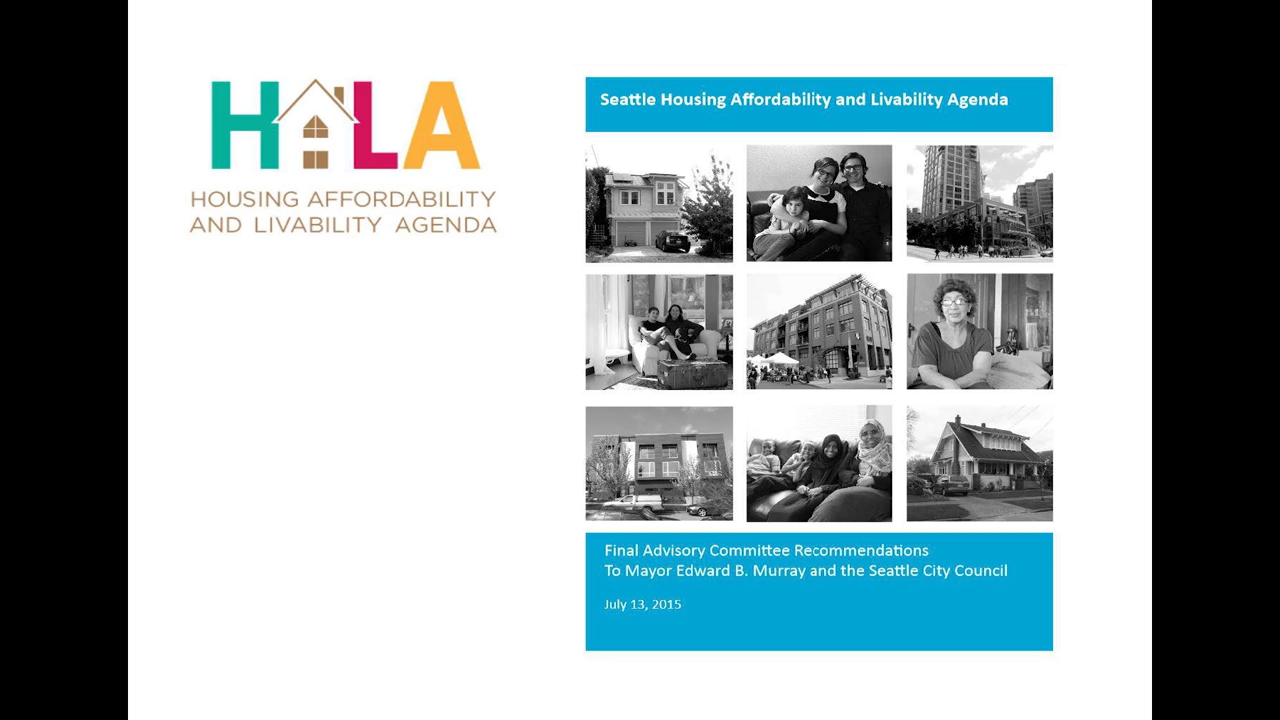 HALA
HOUSING AFFORDABILITY
AND LIVABILITY AGENDA
Seattle Housing Affordability and Livability Agenda
Final Advisory Committee Recommendations
To Mayor Edward B. Murray and the Seattle City Council
July 13, 2015